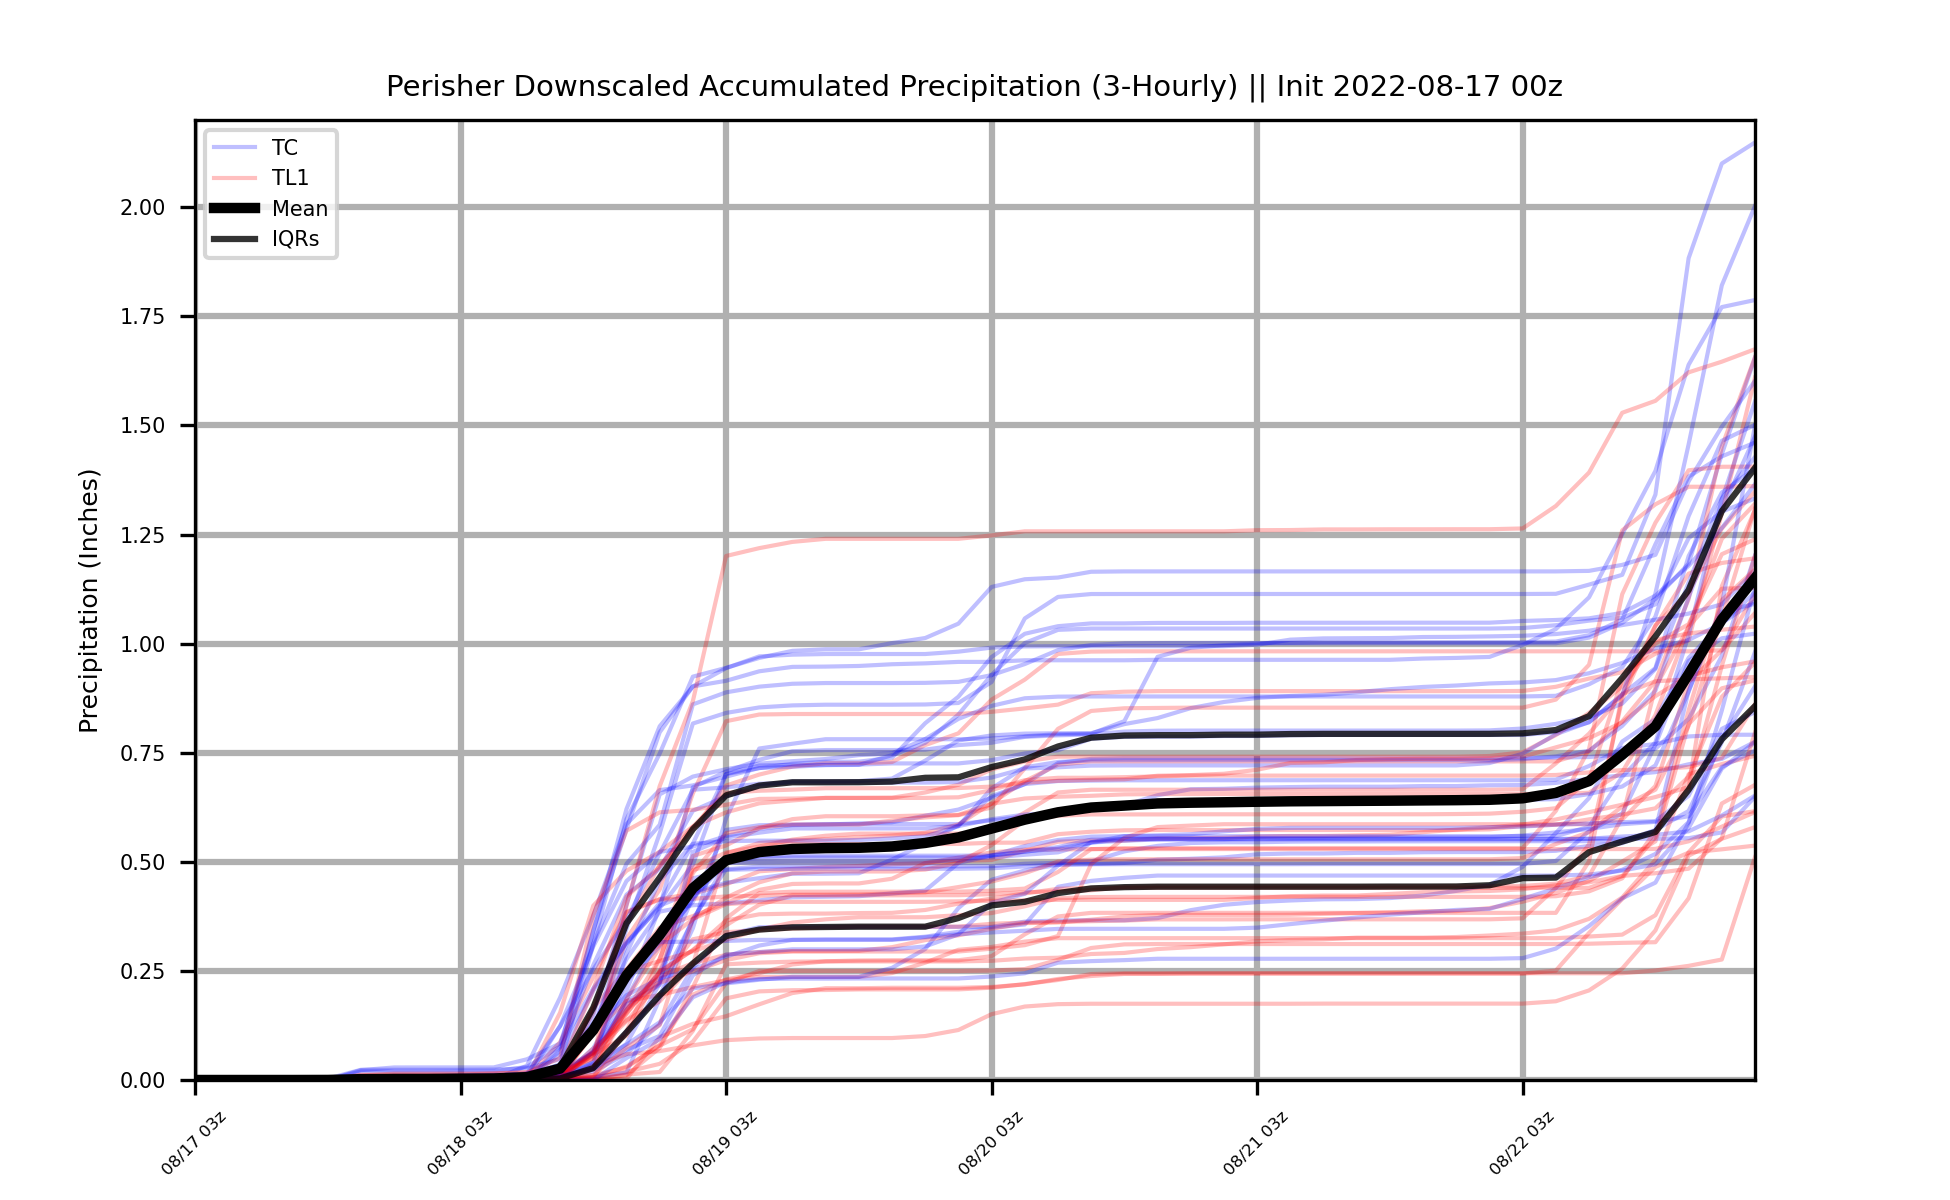 Perisher Downscaled Accumulated Precipitation (3-Hourly) || Init 2022-08-17 00z
TC
TL1
Mean
IQRs
Precipitation (Inches)
2.00
1.75
1.50
1.25
1.00
0.75
0.50
0.25
0.00
08/17 03z
08/18 03z
08/19 03z
08/20 03z
08/21 03z
08/22 03z